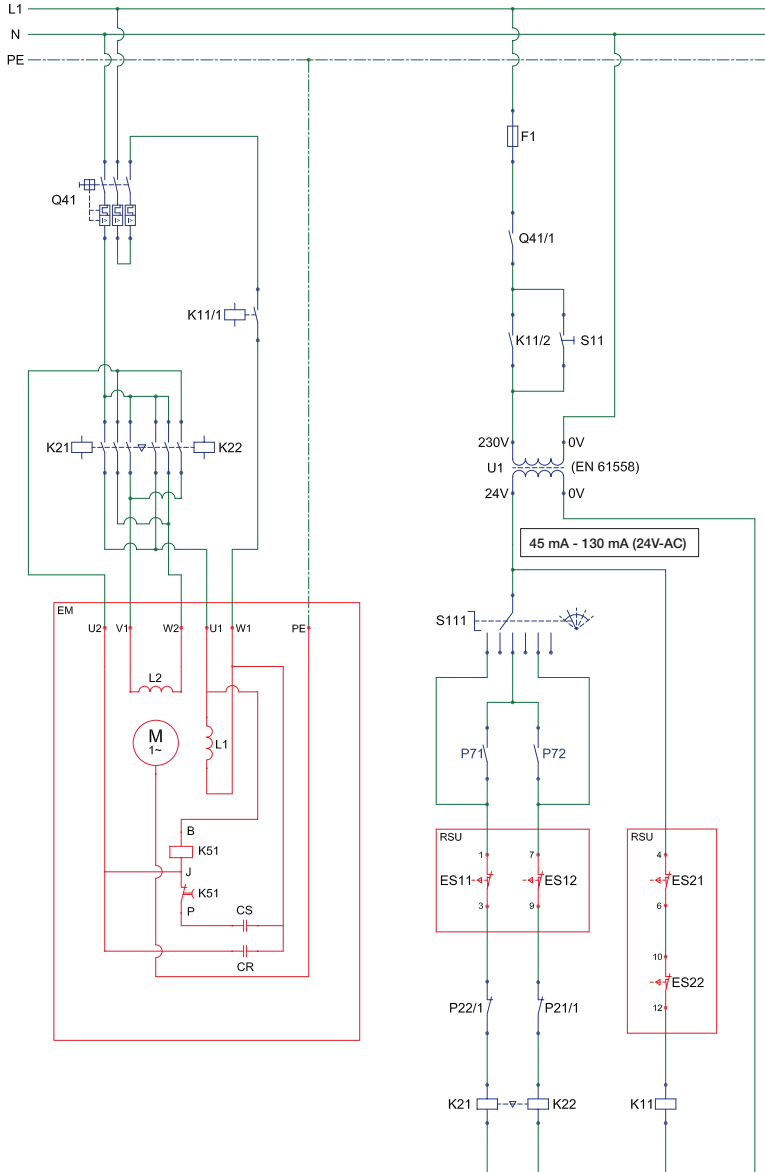 L1
N
PE
F1
Q41
I>
I>
I>
Q41/1
K11/1
K11/2
S11
K21
K22
230V
0V
U1
(EN 61558)
24V
0V
45 mA - 130 mA (24V-AC)
EM
S111
U2
V1
W2
U1
W1
PE
L2
M
1~
L1
P71
P72
B
K51
J
K51
P
CS
CR
RSU
RSU
1
7
4
ES11
ES12
ES21
3
9
6
10
ES22
12
P22/1
P21/1
K21
K22
K11